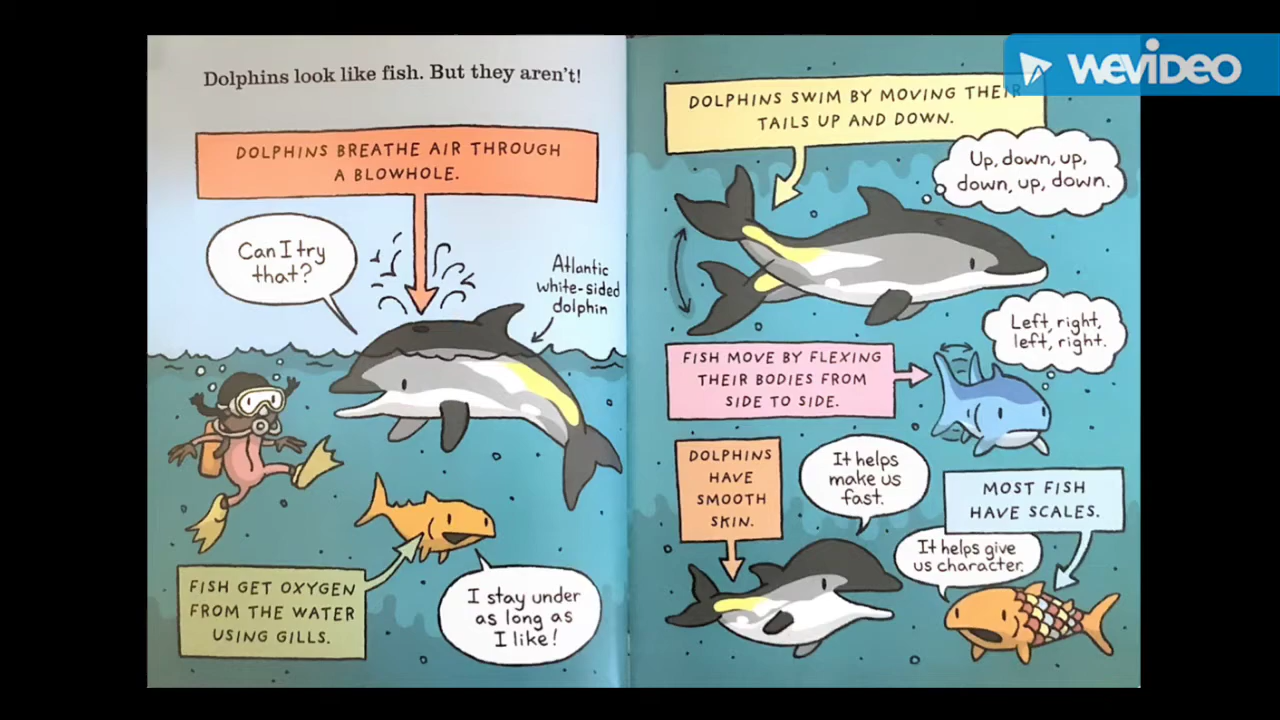 Dolphins look like fish. But they aren't!
DOLPHINS BREATHE AIR THROUGH
A BLOWHOLE.
Can I try
that?
Atlantic
white-sided
dolphin
FISH GET OXYGEN
FROM THE WATER
USING GILLS.
I stay under
as long as
I like!
DOLPHINS SWIM BY MOVING THEIR
TAILS UP AND DOWN.
Up, down, up,
down, up, down.
FISH MOVE BY FLEXING
THEIR BODIES FROM
SIDE TO SIDE.
Left, right,
left, right.
DOLPHINS
HAVE
SMOOTH
SKIN.
It helps
make us
fast.
MOST FISH
HAVE SCALES.
It helps give
us character.
WEVIDEO